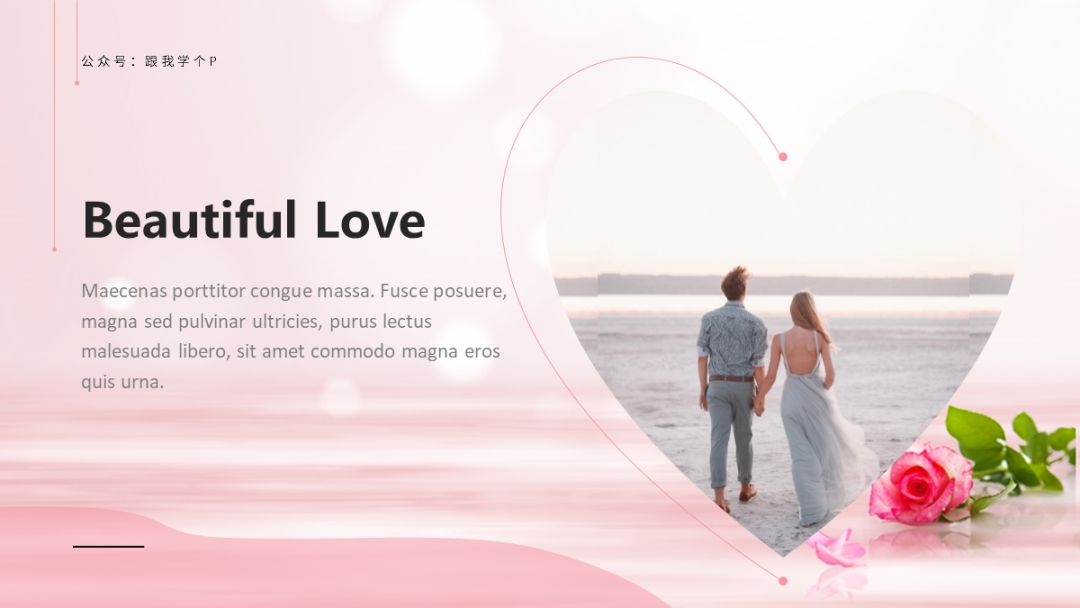 公众号：跟我学个P
Beautiful Love
Maecenas porttitor congue massa. Fusce posuere,
magna sed pulvinar ultricies, purus lectus
malesuada libero, sit amet commodo magna eros
quis urna.